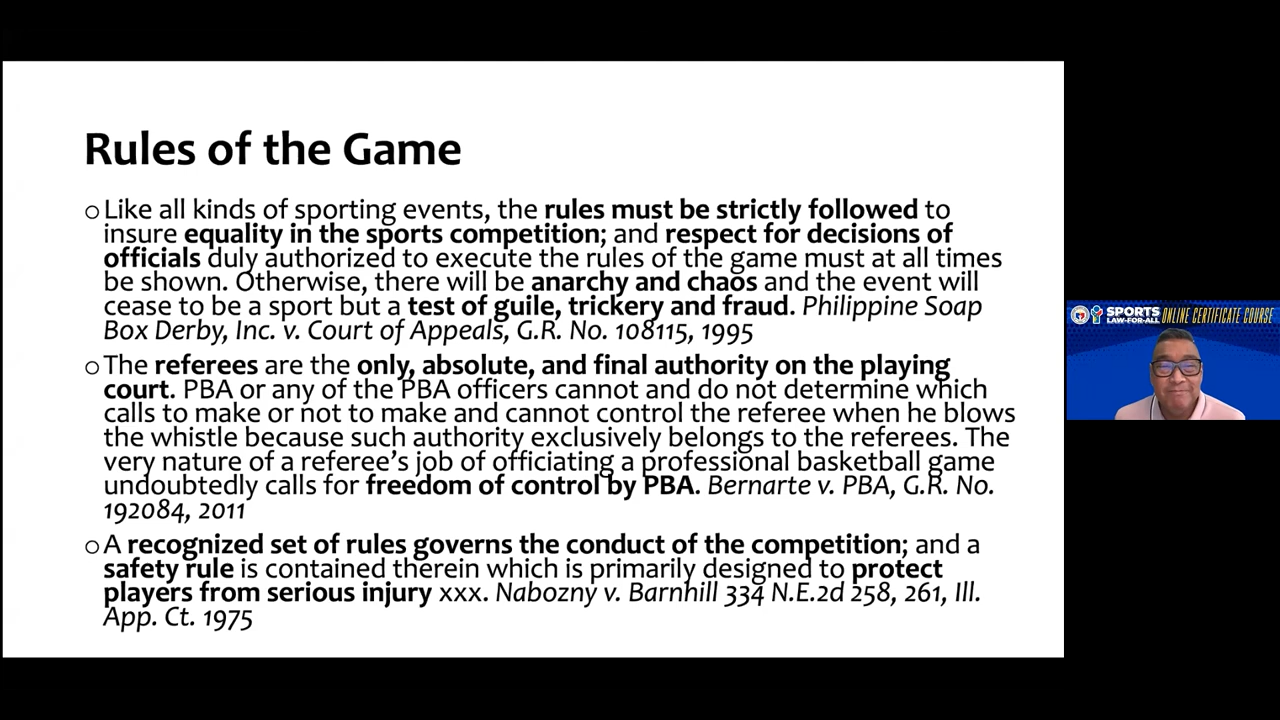 Rules of the Game
o Like all kinds of sporting events, the rules must be strictly followed to
insure equality in the sports competition; and respect for decisions of
officials duly authorized to execute the rules of the game must at all times
be shown. Otherwise, there will be anarchy and chaos and the event will
cease to be a sport but a test of guile, trickery and fraud. Philippine Soap
Box Derby, Inc. v. Court of Appeals, G.R. No. 108115, 1995
o The referees are the only, absolute, and final authority on the playing
court. PBA or any of the PBA officers cannot and do not determine which
calls to make or not to make and cannot control the referee when he blows
the whistle because such authority exclusively belongs to the referees. The
very nature of a referee's job of officiating a professional basketball game
undoubtedly calls for freedom of control by PBA. Bernarte v. PBA, G.R. No.
192084, 2011
o A recognized set of rules governs the conduct of the competition; and a
safety rule is contained therein which is primarily designed to protect
players from serious injury xxx. Nabozny v. Barnhill 334 N.E.2d 258, 261, Ill.
App. Ct. 1975
SPORTS
LAW-FOR-ALL
ONLINE CERTIFICATE COURSE